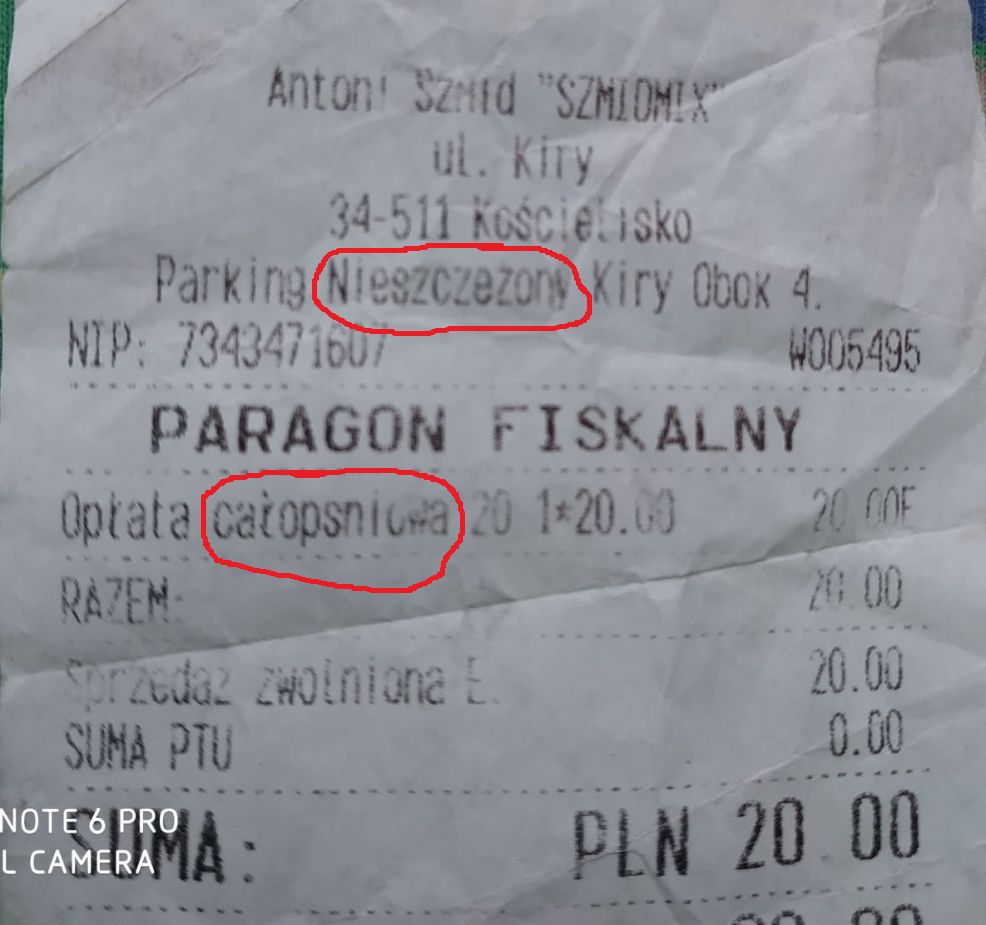 Antoni Szmid "SZMIDMIX"
ul. Kiry
34-511 Kościelisko
Parking Nieszczeżony Kiry Obok 4.
NIP: 7343471607 W005495
PARAGON FISKALNY
Opłata całopsniowa 20 1*20.00 20.00E
RAZEM: 20.00
Sprzedaż zwolniona E. 20.00
SUMA PTU 0.00
SUMA: PLN 20.00
NOTE 6 PRO
L CAMERA